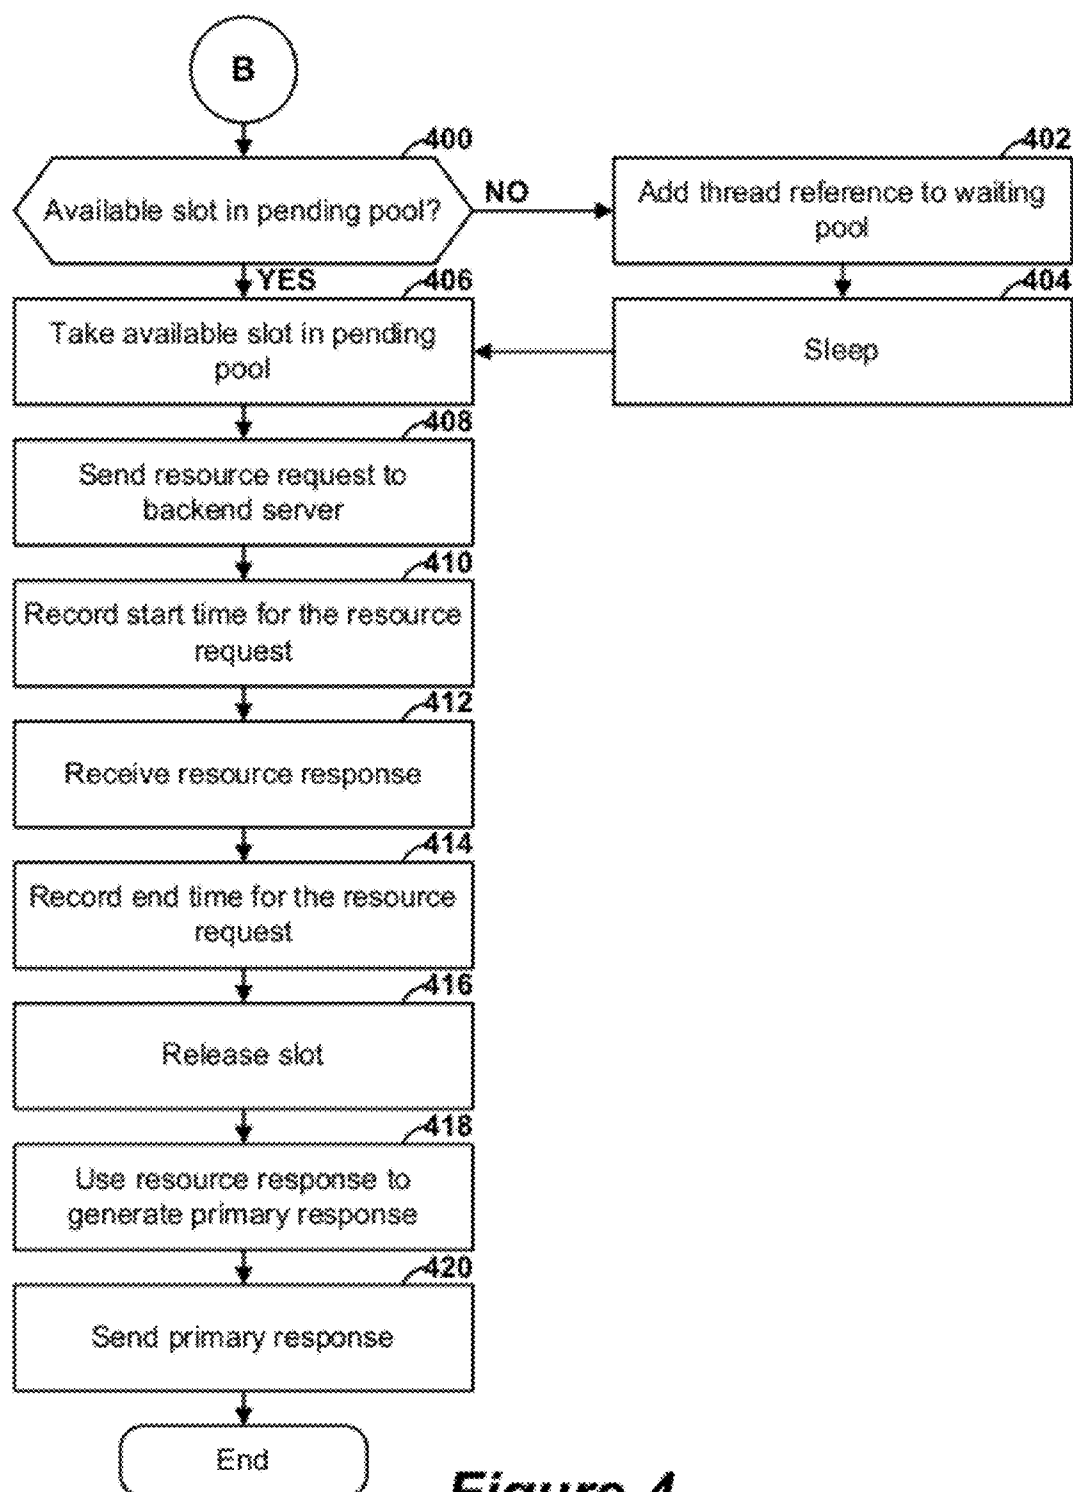 B
400
Available slot in pending pool?
NO
402
Add thread reference to waiting
pool
YES
406
Take available slot in pending
pool
404
Sleep
408
Send resource request to
backend server
410
Record start time for the resource
request
412
Receive resource response
414
Record end time for the resource
request
416
Release slot
418
Use resource response to
generate primary response
420
Send primary response
End
Figure 4